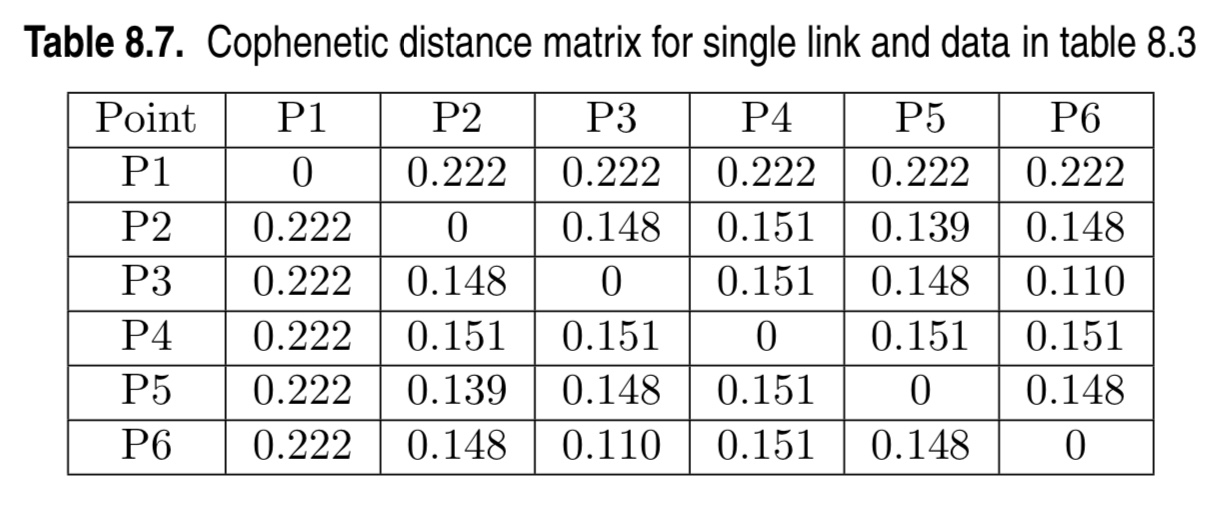 Table 8.7. Cophenetic distance matrix for single link and data in table 8.3
Point P1 P2 P3 P4 P5 P6
P1 0 0.222 0.222 0.222 0.222 0.222
P2 0.222 0 0.148 0.151 0.139 0.148
P3 0.222 0.148 0 0.151 0.148 0.110
P4 0.222 0.151 0.151 0 0.151 0.151
P5 0.222 0.139 0.148 0.151 0 0.148
P6 0.222 0.148 0.110 0.151 0.148 0